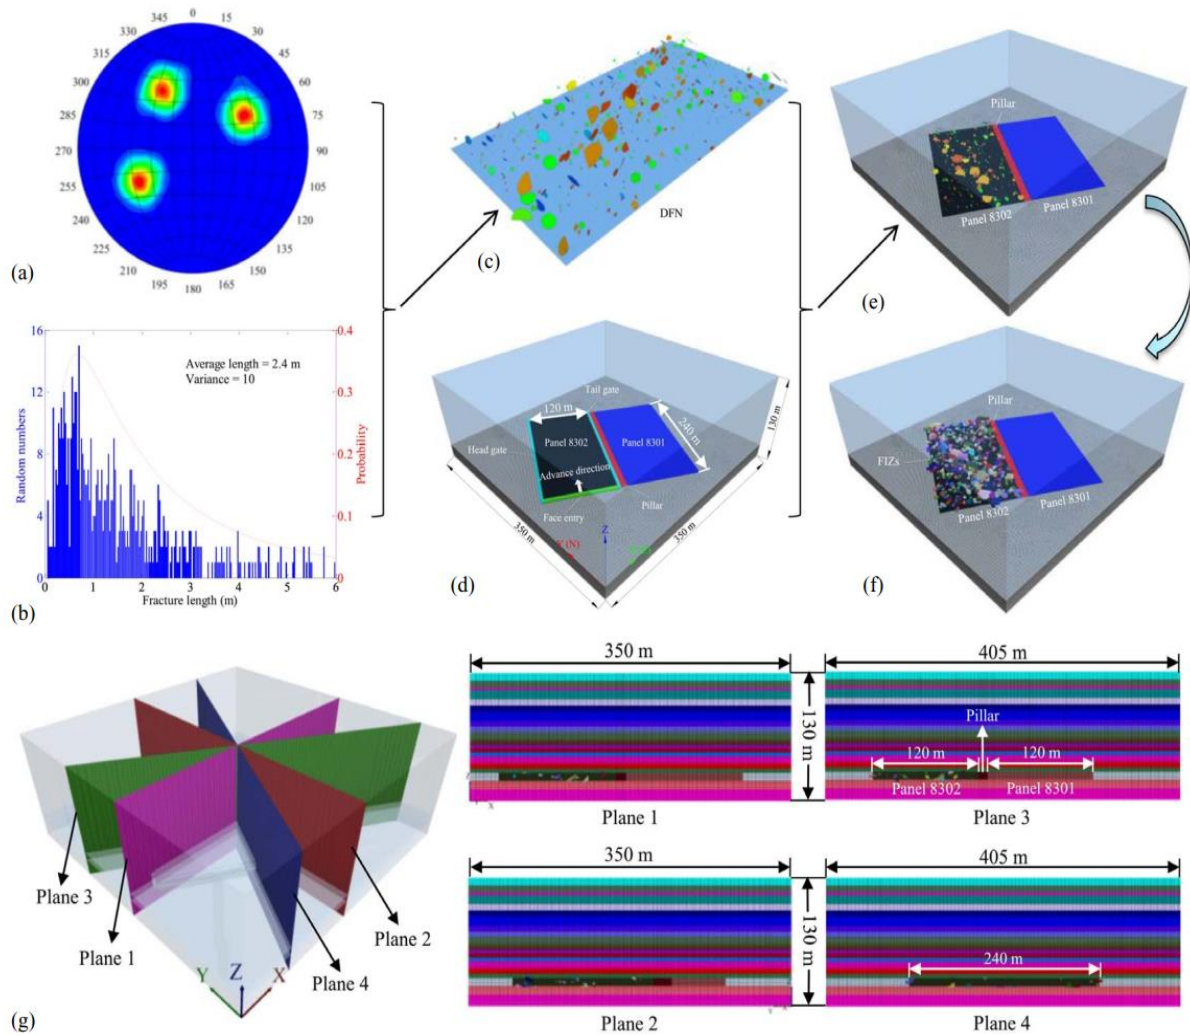 0
345
15
330
30
315
45
300
60
285
75
270
90
255
105
240
120
225
135
210
150
195
165
180
(a)
DFN
(c)
Pillar
Panel 8302
Panel 8301
(e)
16
12
8
4
0
0.4
0.3
0.2
0.1
0
Random numbers
Probability
Average length = 2.4 m
Variance = 10
0 1 2 3 4 5 6
Fracture length (m)
(b)
Tail gate
120 m
240 m
130 m
Panel 8302
Panel 8301
Head gate
Advance direction
Face entry
Pillar
Z
(N)
350 m
350 m
(d)
Pillar
FIZs
Panel 8302
Panel 8301
(f)
Plane 3
Plane 1
Plane 4
Plane 2
Y
Z
X
(g)
350 m
405 m
130 m
Pillar
120 m
120 m
Panel 8302
Panel 8301
Plane 1
Plane 3
350 m
405 m
130 m
240 m
Plane 2
Plane 4